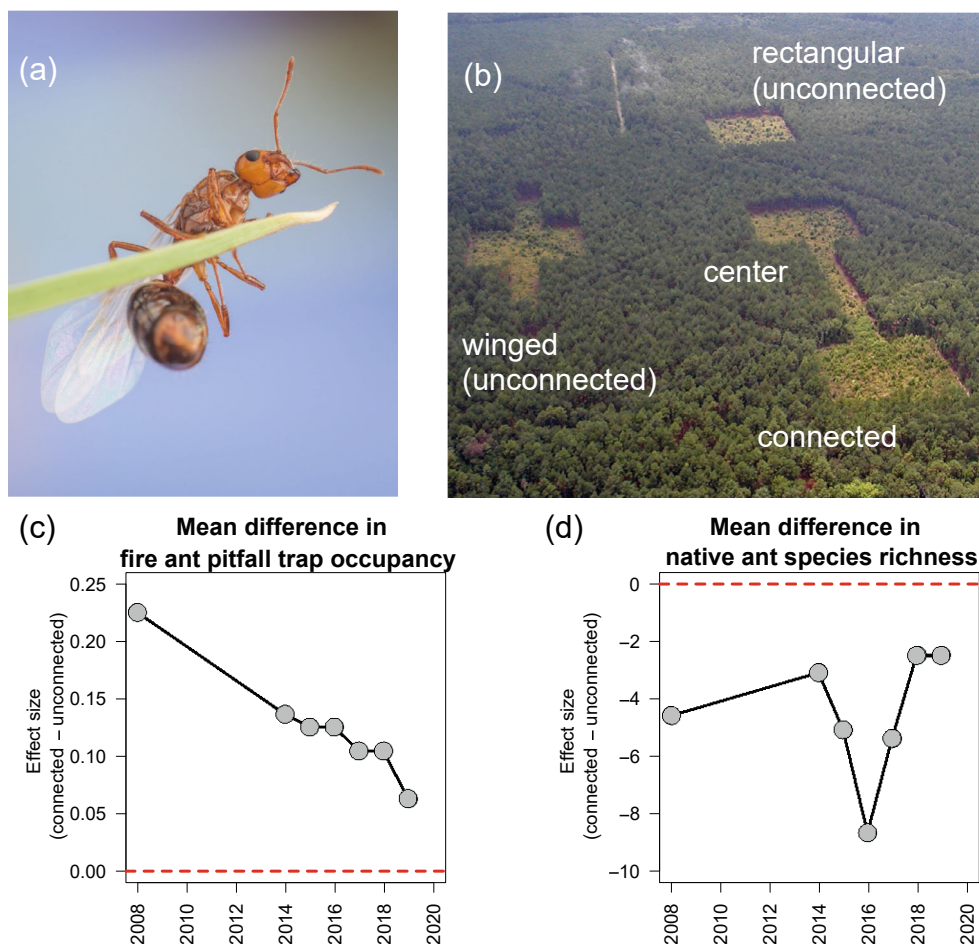 (a)
(b)
rectangular
(unconnected)
center
winged
(unconnected)
connected
(c)
Mean difference in
fire ant pitfall trap occupancy
Effect size
(connected − unconnected)
0.25
0.20
0.15
0.10
0.05
0.00
2008
2010
2012
2014
2016
2018
2020
(d)
Mean difference in
native ant species richness
Effect size
(connected − unconnected)
0
−2
−4
−6
−8
−10
2008
2010
2012
2014
2016
2018
2020